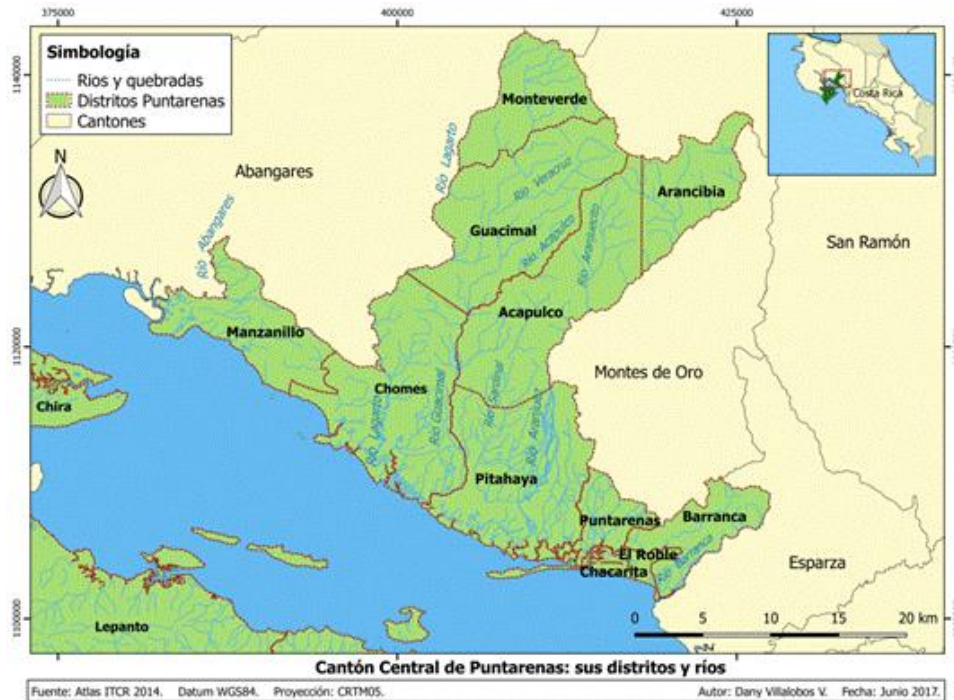 375000
400000
425000
Simbología
Ríos y quebradas
Distritos Puntarenas
Cantones
Costa Rica
1140000
Monteverde
Río Lagarto
N
Abangares
Río Veracruz
Arancibia
Río Abangares
Guacimal
Río Acapulco
Río Aranjuecito
San Ramón
Acapulco
1120000
Manzanillo
Montes de Oro
Chomes
Chira
Río Lagarto
Río Guacimal
Río Sardinal
Río Aranjuez
Pitahaya
Puntarenas
Barranca
El Roble
Chacarita
Río Barranca
Esparza
1100000
Lepanto
0 5 10 15 20 km
Cantón Central de Puntarenas: sus distritos y ríos
Fuente: Atlas ITCR 2014. Datum WGS84. Proyección: CRTM05. Autor: Dany Villalobos V. Fecha: Junio 2017.